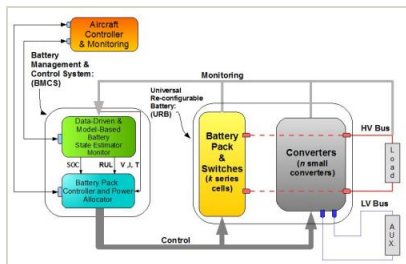 Aircraft
Controller
& Monitoring
Battery
Management &
Control System:
(BMCS)
Monitoring
Universal
Re-configurable
Battery: (URB)
Data-Driven &
Model-Based
Battery
State Estimator
Monitor
SOC
RUL
V ,I, T
Battery Pack
Controller and Power
Allocator
Battery
Pack
&
Switches
(k series
cells)
Converters
(n small
converters)
HV Bus
Load
LV Bus
AUX.
Control